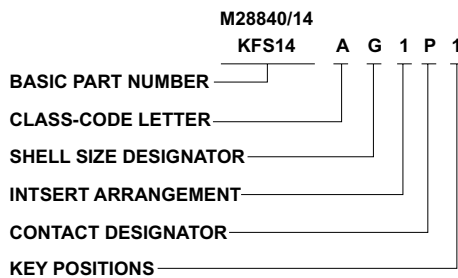 M28840/14
KFS14 A G 1 P 1
BASIC PART NUMBER
CLASS-CODE LETTER
SHELL SIZE DESIGNATOR
INTSERT ARRANGEMENT
CONTACT DESIGNATOR
KEY POSITIONS